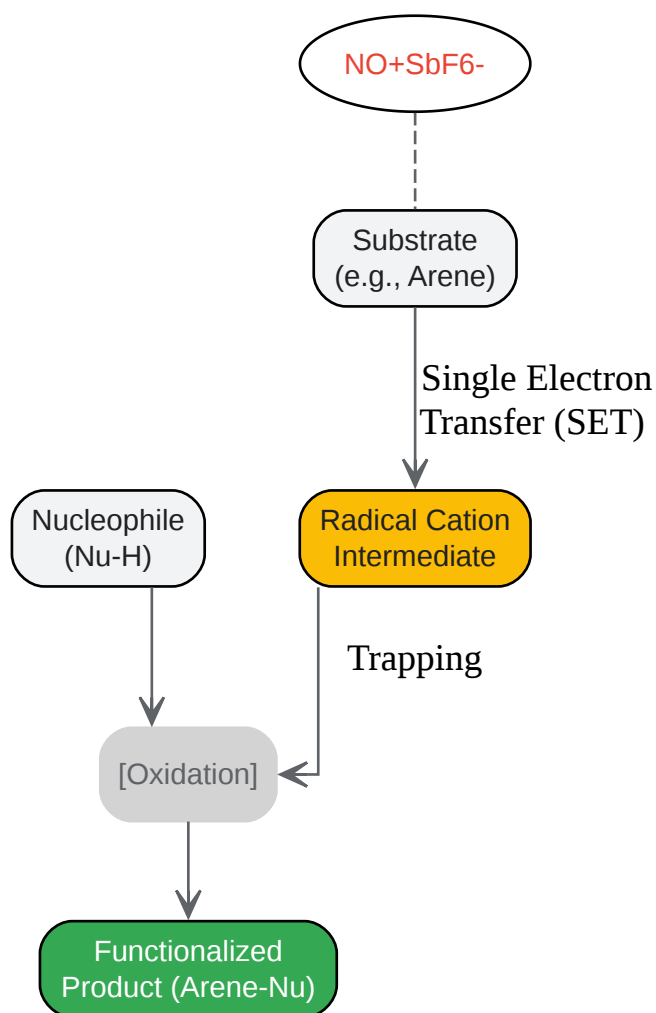 NO+SbF6-
Substrate
(e.g., Arene)
Single Electron
Transfer (SET)
Nucleophile
(Nu-H)
Radical Cation
Intermediate
Trapping
[Oxidation]
Functionalized
Product (Arene-Nu)